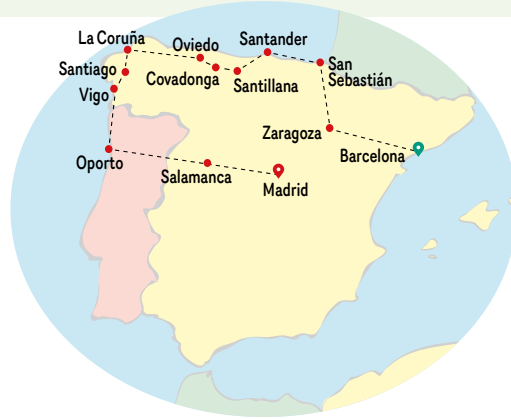 La Coruña
Oviedo
Santander
Santiago
Covadonga
Santillana
San
Sebastián
Vigo
Zaragoza
Barcelona
Oporto
Salamanca
Madrid